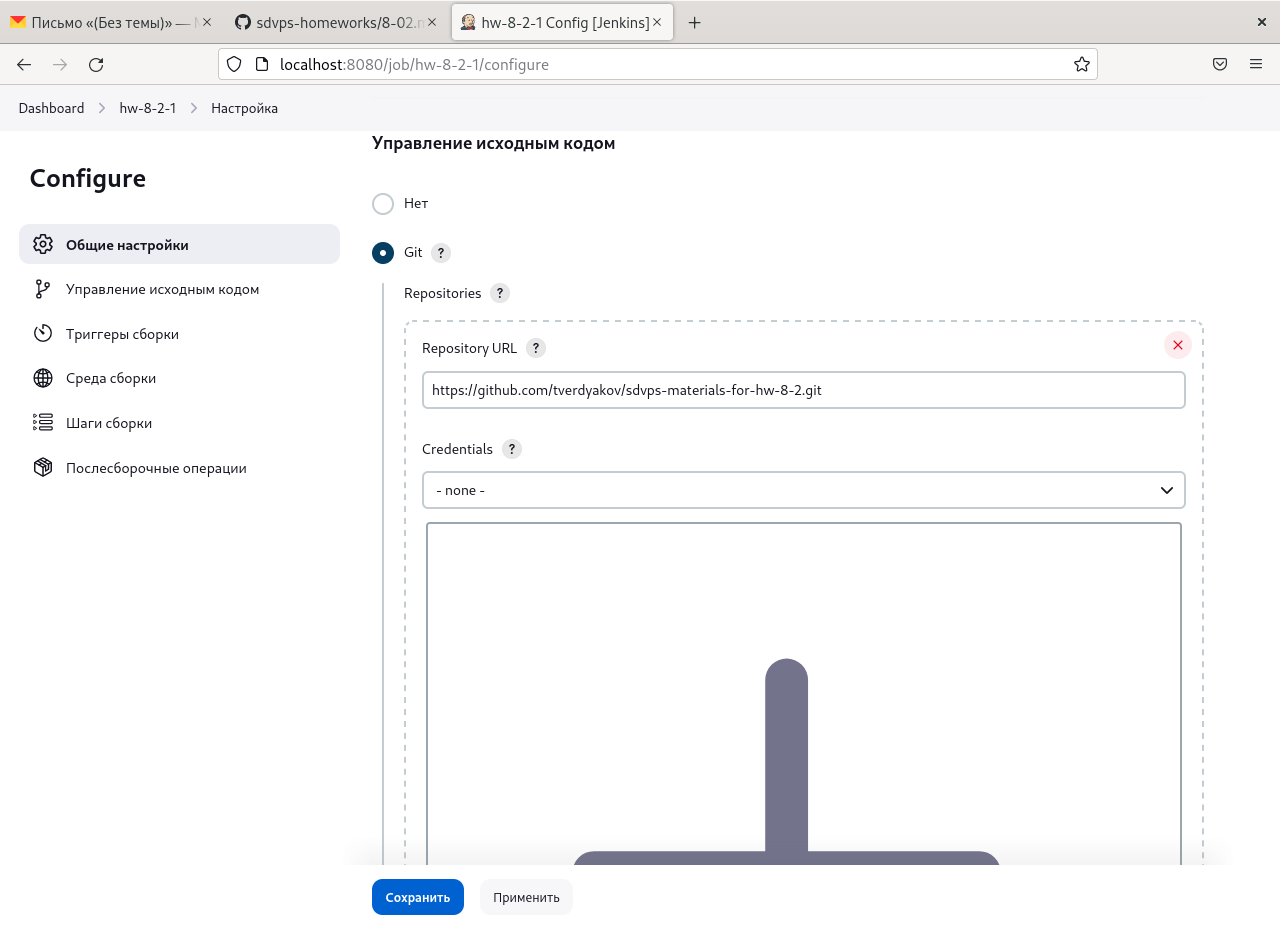 Письмо «(Без темы)» — М
sdvps-homeworks/8-02.m
hw-8-2-1 Config [Jenkins]
localhost:8080/job/hw-8-2-1/configure
Dashboard
hw-8-2-1
Настройка
Configure
Общие настройки
Управление исходным кодом
Триггеры сборки
Среда сборки
Шаги сборки
Послесборочные операции
Управление исходным кодом
Нет
Git ?
Repositories ?
Repository URL ?
https://github.com/tverdyakov/sdvps-materials-for-hw-8-2.git
Credentials ?
- none -
Сохранить
Применить